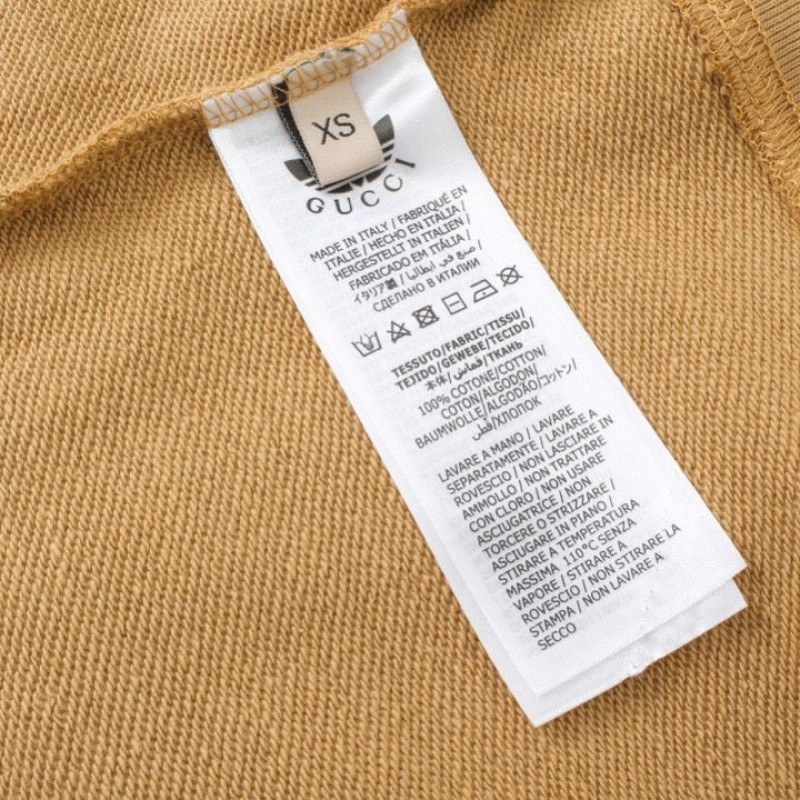 XS
GUCCI
MADE IN ITALY / FABRIQUÉ EN
ITALIE / HECHO EN ITALIA /
HERGESTELLT IN ITALIEN /
FABRICADO EM ITÁLIA /
イタリア製 / صنع في ايطاليا /
СДЕЛАНО В ИТАЛИИ
TESSUTO/FABRIC/TISSU/
TEJIDO/GEWEBE/TECIDO/
本体/قماش/ТКАНЬ
100% COTONE/COTTON/
COTON/ALGODON/
BAUMWOLLE/ALGODÃO/コットン/
قطن/ХЛОПОК
LAVARE A MANO / LAVARE
SEPARATAMENTE / LAVARE A
ROVESCIO / NON LASCIARE IN
AMMOLLO / NON TRATTARE
CON CLORO / NON USARE
ASCIUGATRICE / NON
TORCERE O STRIZZARE /
ASCIUGARE IN PIANO /
STIRARE A TEMPERATURA
MASSIMA 110°C SENZA
VAPORE / STIRARE A
ROVESCIO / NON STIRARE LA
STAMPA / NON LAVARE A
SECCO